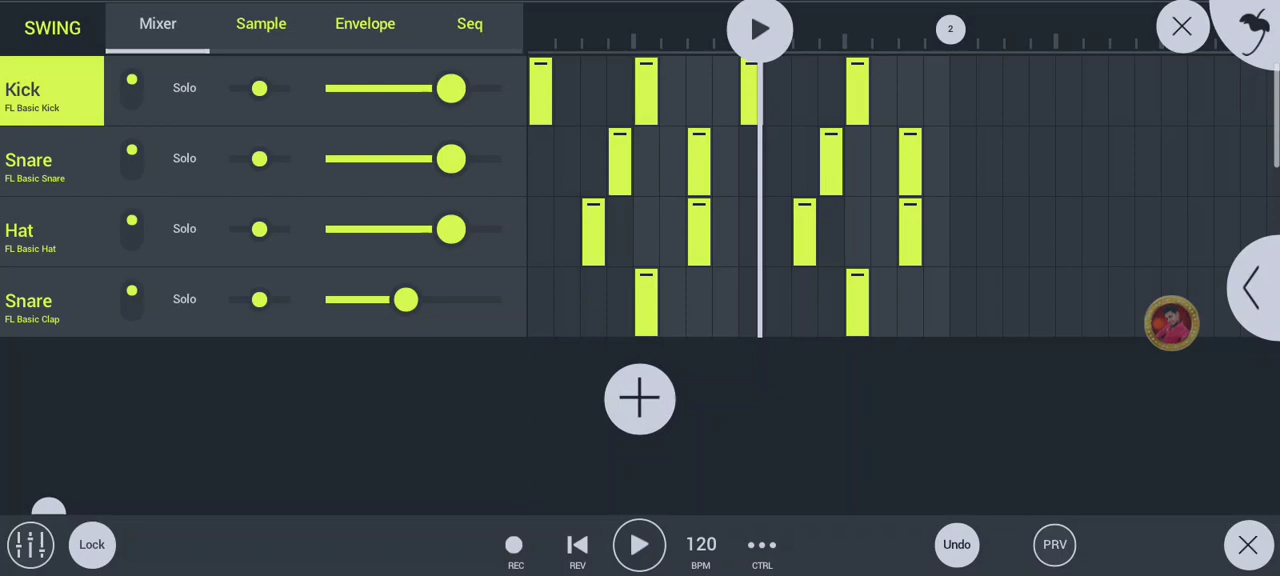 SWING
Mixer
Sample
Envelope
Seq
2
Kick
FL Basic Kick
Solo
Snare
FL Basic Snare
Solo
Hat
FL Basic Hat
Solo
Snare
FL Basic Clap
Solo
Lock
REC
REV
120
BPM
CTRL
Undo
PRV